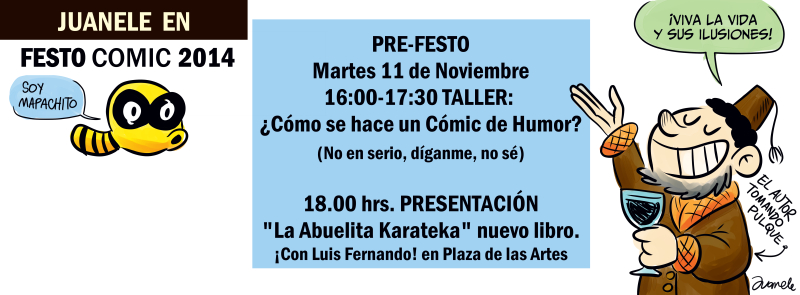 JUANELE EN
FESTO COMIC 2014
SOY
MAPACHITO
PRE-FESTO
Martes 11 de Noviembre
16:00-17:30 TALLER:
¿Cómo se hace un Cómic de Humor?
(No en serio, díganme, no sé)
18.00 hrs. PRESENTACIÓN
"La Abuelita Karateka" nuevo libro.
¡Con Luis Fernando! en Plaza de las Artes
¡VIVA LA VIDA
Y SUS ILUSIONES!
EL AUTOR
TOMANDO
PULQUE
Juanele